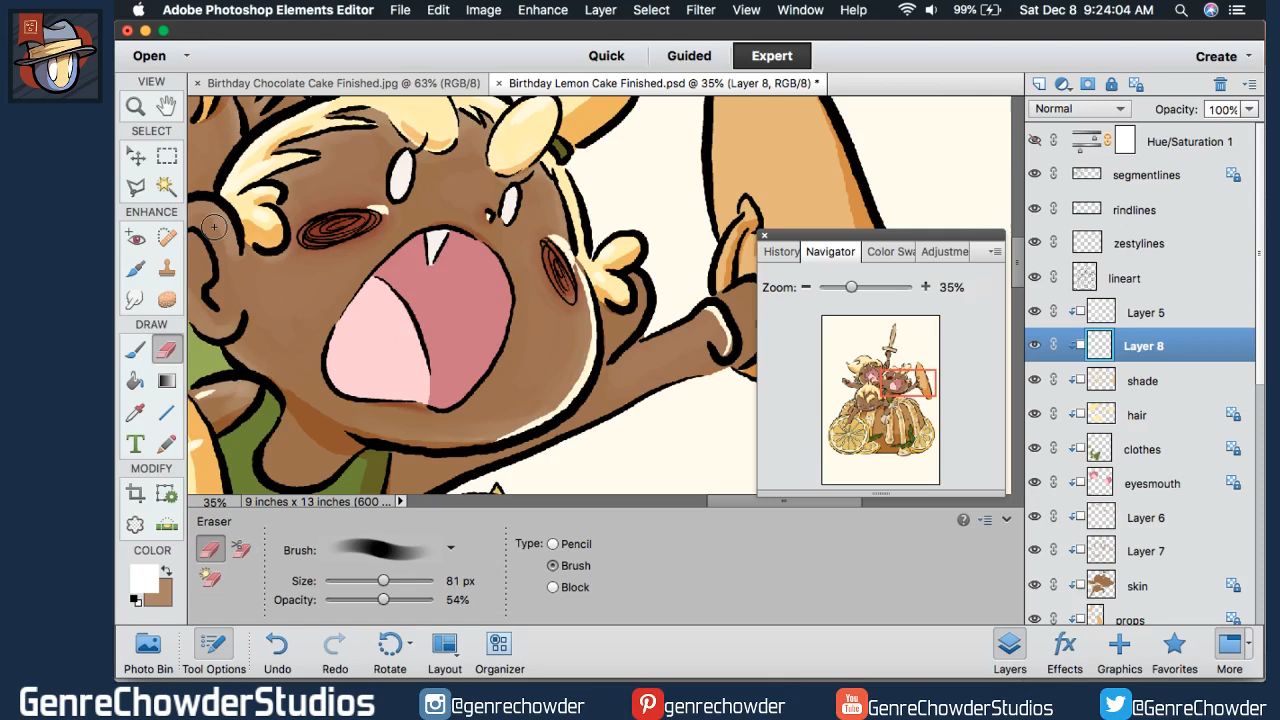 Adobe Photoshop Elements Editor File Edit Image Enhance Layer Select Filter View Window Help 99% Sat Dec 8 9:24:04 AM
Open Quick Guided Expert Create
VIEW
× Birthday Chocolate Cake Finished.jpg @ 63% (RGB/8) × Birthday Lemon Cake Finished.psd @ 35% (Layer 8, RGB/8) *
Normal Opacity: 100%
SELECT
Hue/Saturation 1
segmentlines
ENHANCE
rindlines
zestylines
History Navigator Color Swa Adjustme
lineart
Zoom: 35%
Layer 5
DRAW
Layer 8
shade
hair
T
clothes
MODIFY
eyesmouth
35% 9 inches x 13 inches (600 ...
Layer 6
Eraser
COLOR
Brush:
Type: Pencil
Brush
Block
Layer 7
Size: 81 px
skin
Opacity: 54%
props
Photo Bin Tool Options Undo Redo Rotate Layout Organizer Layers fx Effects Graphics Favorites More
GenreChowderStudios @genrechowder genrechowder You Tube GenreChowderStudios @GenreChowder